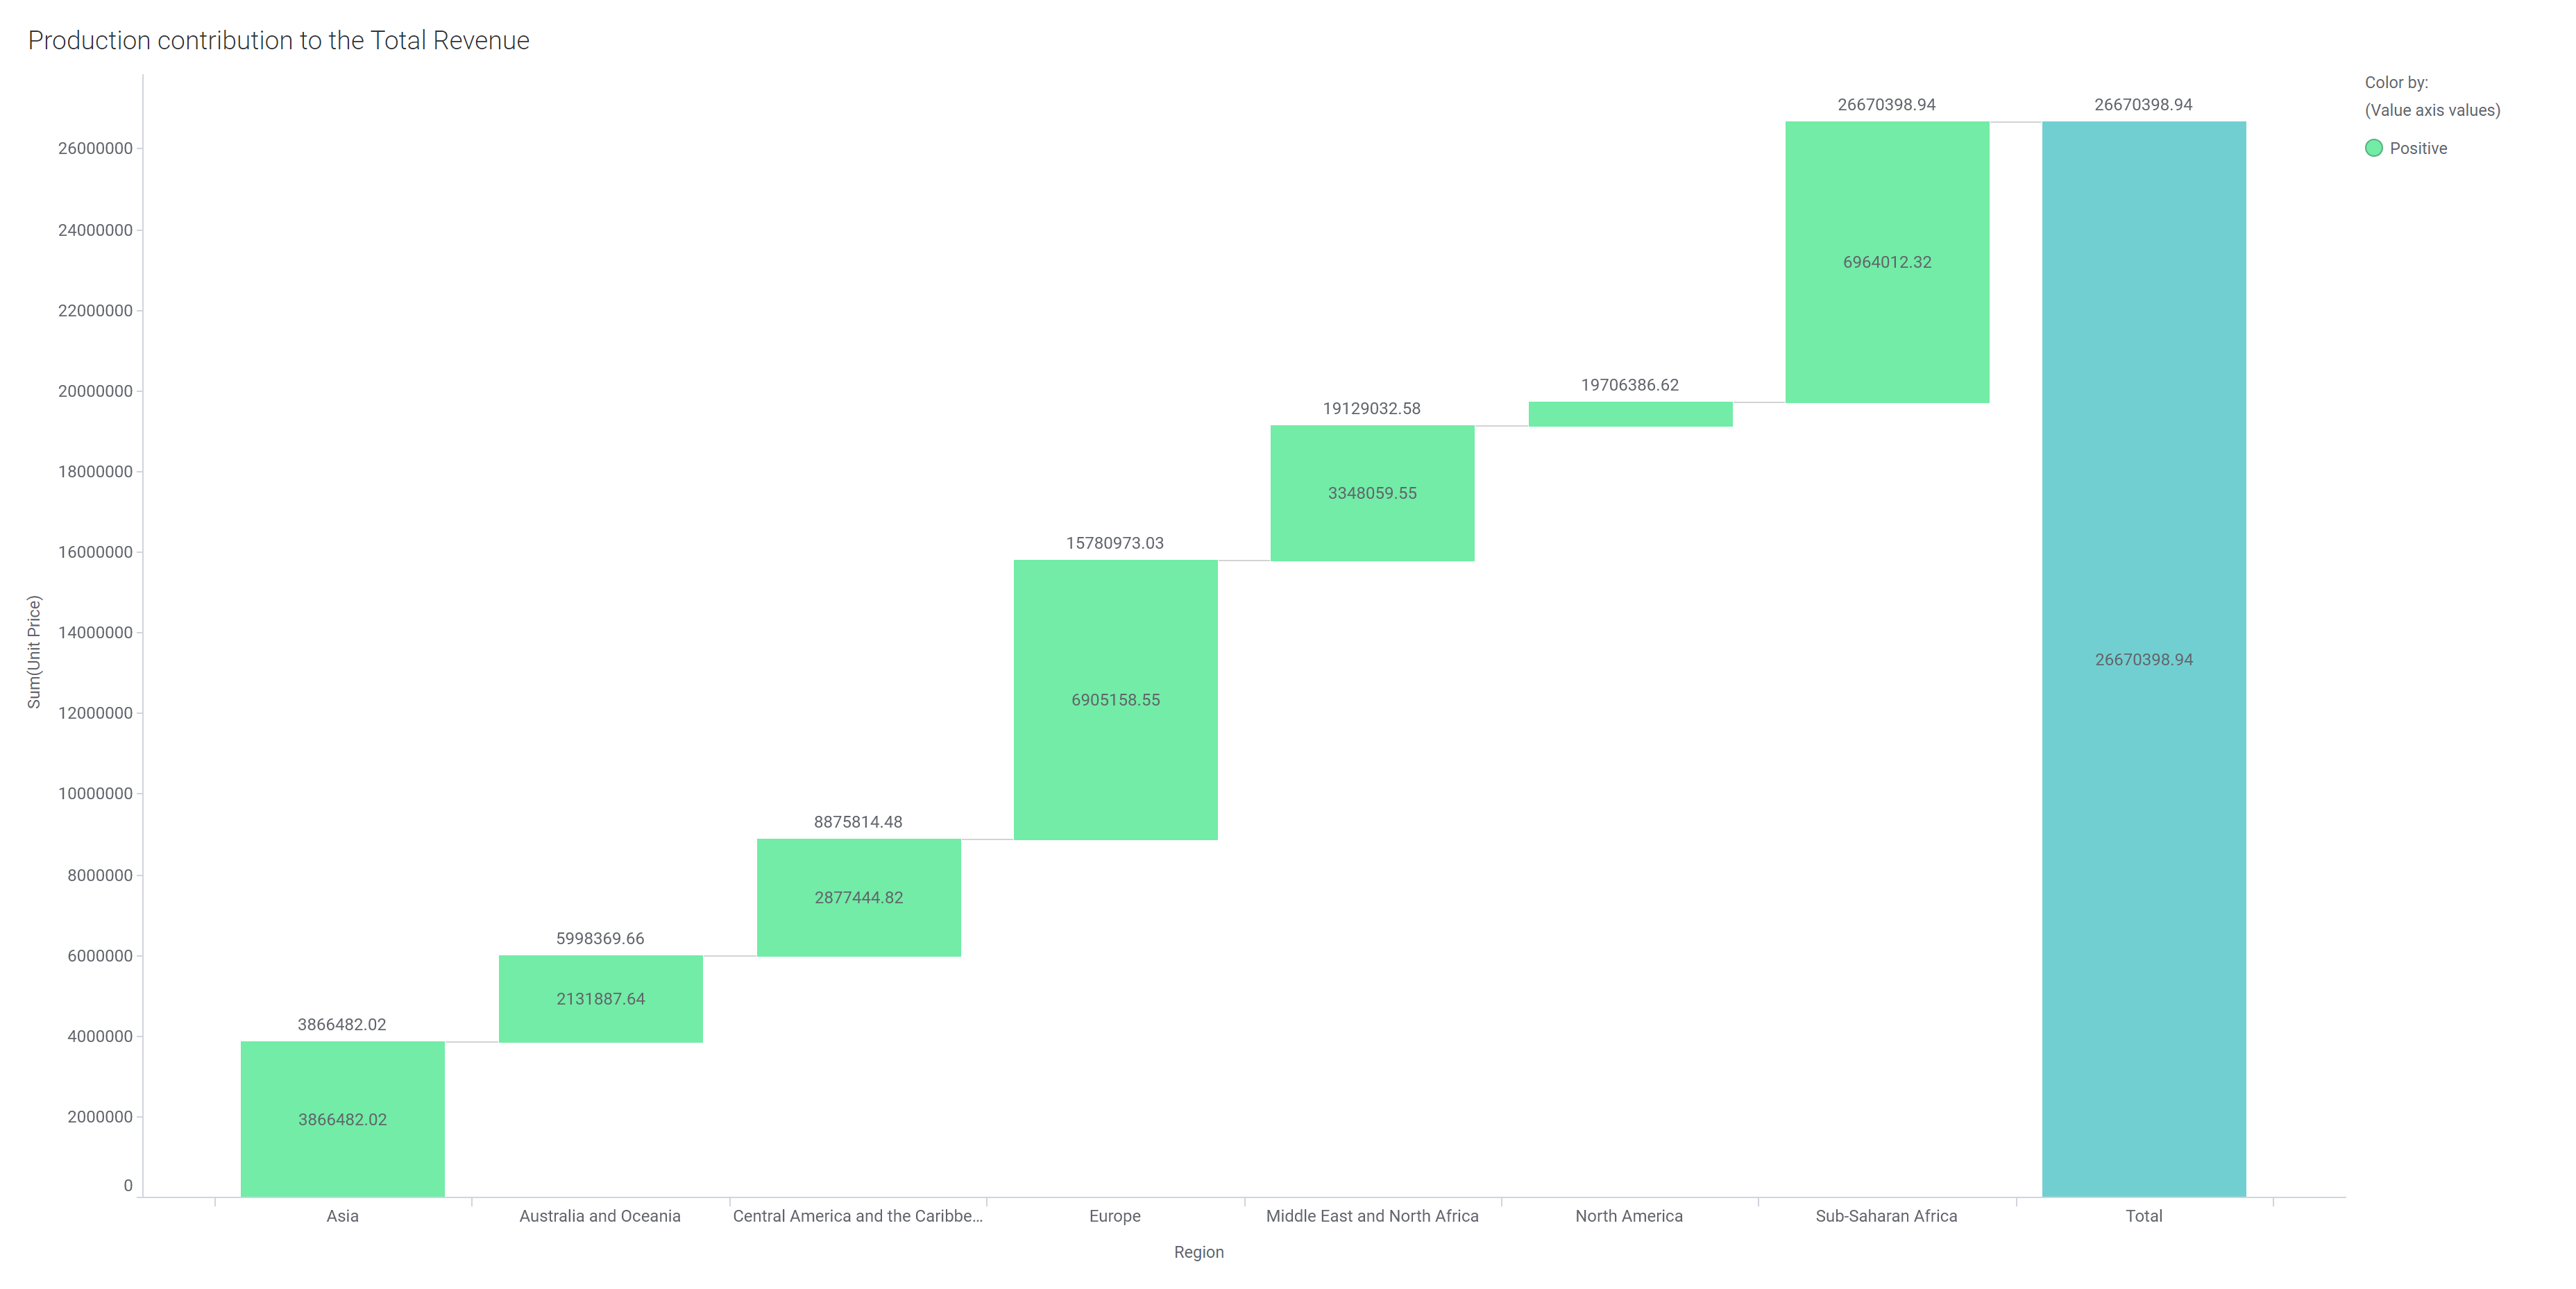 Production contribution to the Total Revenue
Color by:
(Value axis values)
Positive
Sum(Unit Price)
26000000
24000000
22000000
20000000
18000000
16000000
14000000
12000000
10000000
8000000
6000000
4000000
2000000
0
3866482.02
3866482.02
5998369.66
2131887.64
8875814.48
2877444.82
15780973.03
6905158.55
19129032.58
3348059.55
19706386.62
26670398.94
6964012.32
26670398.94
26670398.94
Asia
Australia and Oceania
Central America and the Caribbe...
Europe
Middle East and North Africa
North America
Sub-Saharan Africa
Total
Region